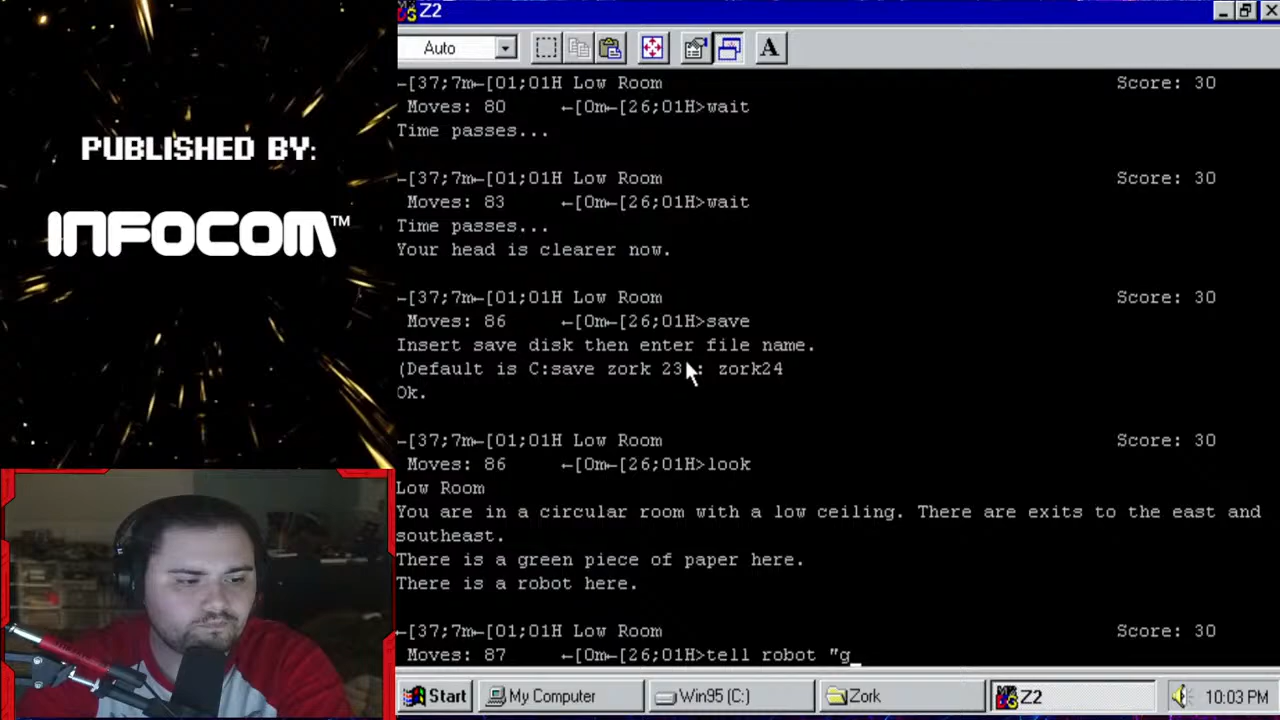 PUBLISHED BY:
INFOCOM™
Z2
Auto
A
←[37;7m←[01;01H Low Room Score: 30
Moves: 80 ←[0m←[26;01H>wait
Time passes...
←[37;7m←[01;01H Low Room Score: 30
Moves: 83 ←[0m←[26;01H>wait
Time passes...
Your head is clearer now.
←[37;7m←[01;01H Low Room Score: 30
Moves: 86 ←[0m←[26;01H>save
Insert save disk then enter file name.
(Default is C:save zork 23 : zork24
Ok.
←[37;7m←[01;01H Low Room Score: 30
Moves: 86 ←[0m←[26;01H>look
Low Room
You are in a circular room with a low ceiling. There are exits to the east and
southeast.
There is a green piece of paper here.
There is a robot here.
←[37;7m←[01;01H Low Room Score: 30
Moves: 87 ←[0m←[26;01H>tell robot "g_
Start My Computer Win95 (C:) Zork Z2 10:03 PM